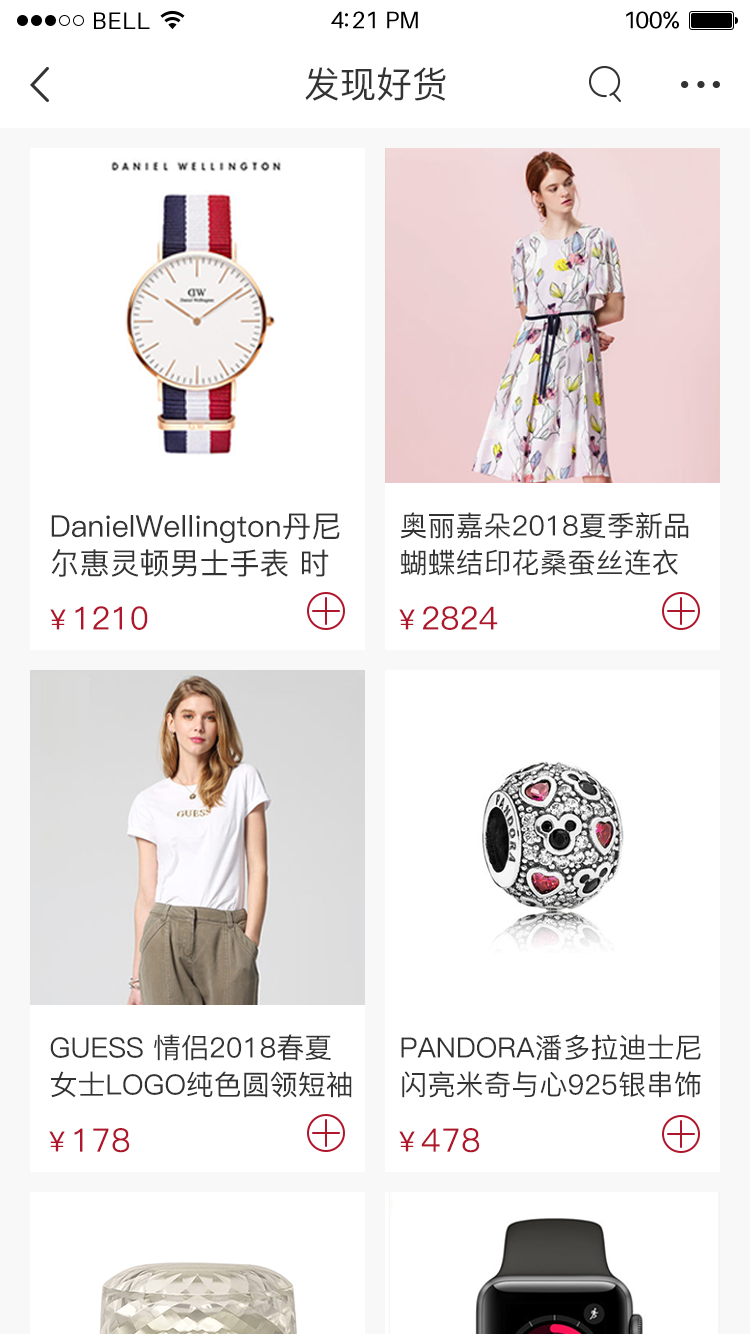 BELL
4:21 PM
100%
发现好货
DANIEL WELLINGTON
DW
Daniel Wellington
DanielWellington丹尼
尔惠灵顿男士手表 时
¥1210
奥丽嘉朵2018夏季新品
蝴蝶结印花桑蚕丝连衣
¥2824
GUESS
GUESS 情侣2018春夏
女士LOGO纯色圆领短袖
¥178
PANDORA
PANDORA潘多拉迪士尼
闪亮米奇与心925银串饰
¥478